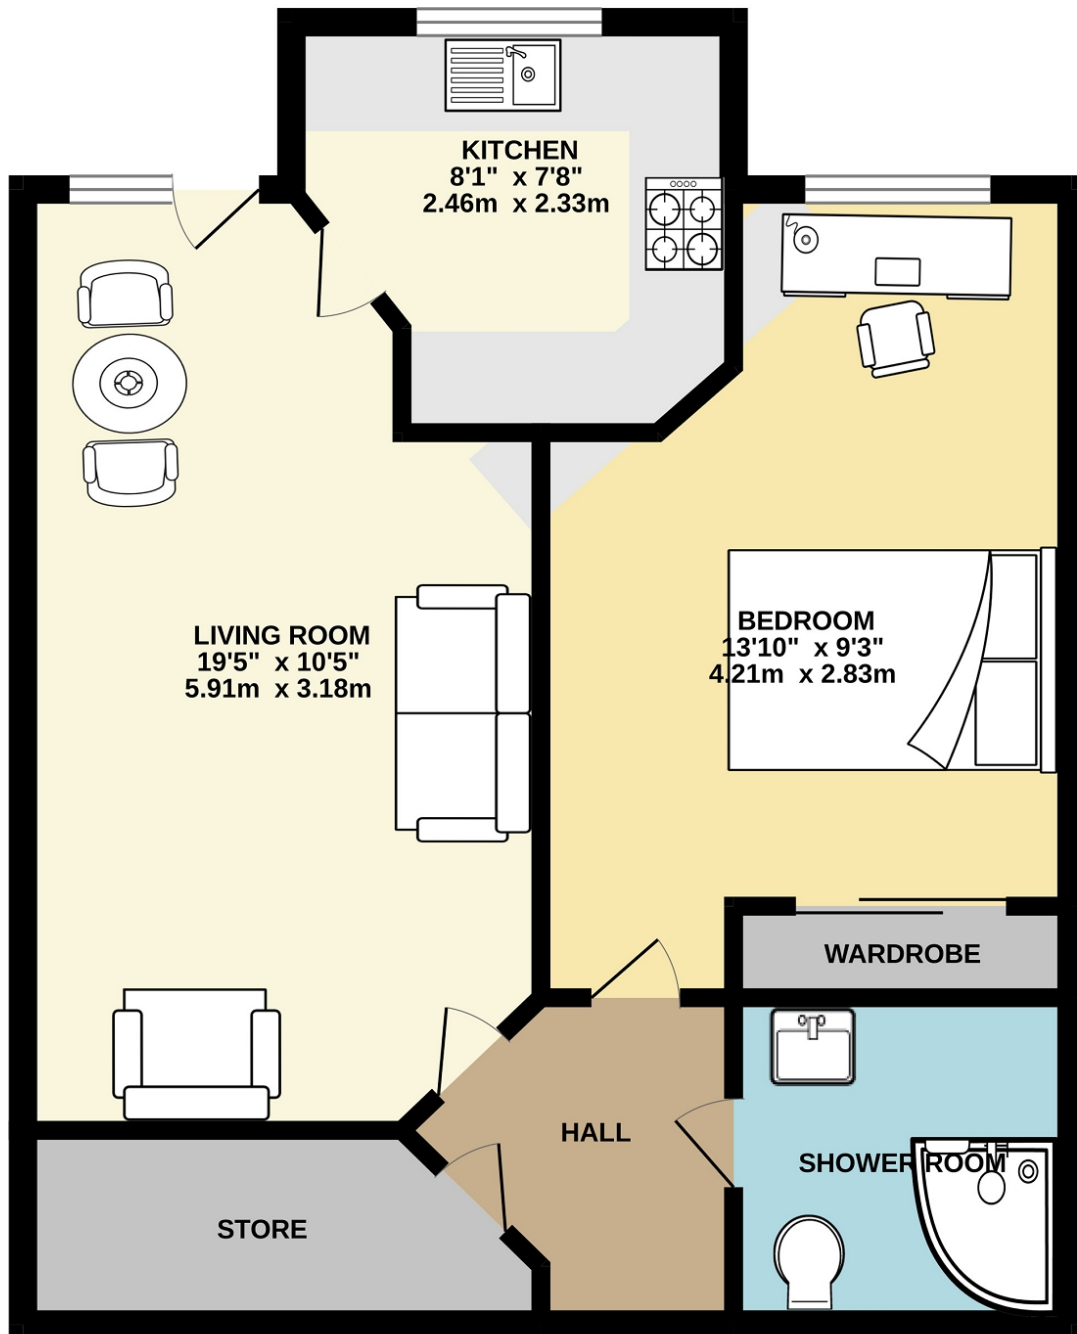 KITCHEN
8'1" x 7'8"
2.46m x 2.33m
LIVING ROOM
19'5" x 10'5"
5.91m x 3.18m
BEDROOM
13'10" x 9'3"
4.21m x 2.83m
WARDROBE
HALL
SHOWER ROOM
STORE